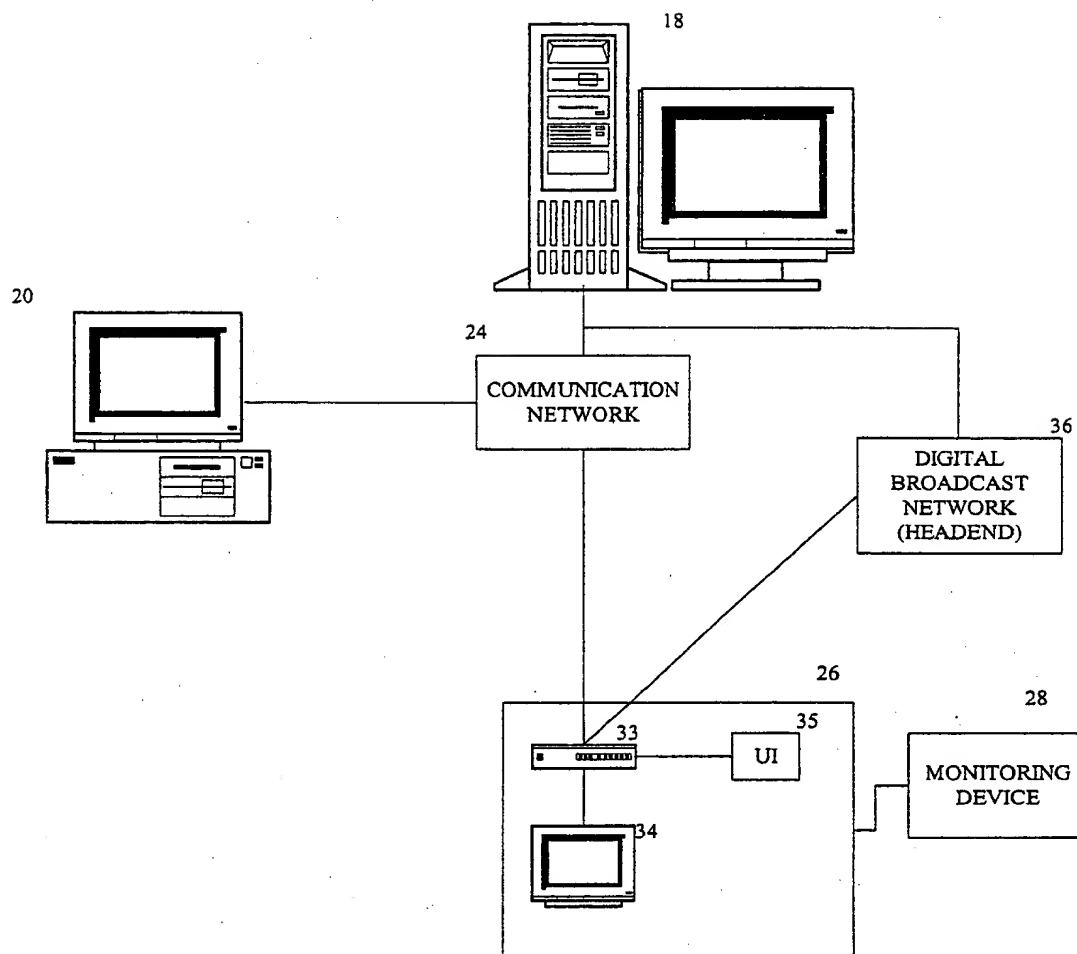 18
20
24
COMMUNICATION
NETWORK
36
DIGITAL
BROADCAST
NETWORK
(HEADEND)
26
28
33
35
UI
MONITORING
DEVICE
34